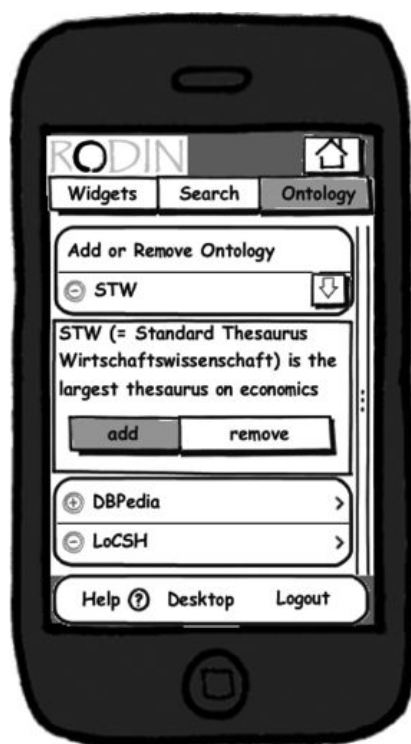 RODIN
Widgets Search Ontology
Add or Remove Ontology
STW
STW (= Standard Thesaurus
Wirtschaftswissenschaft) is the
largest thesaurus on economics
add remove
DBPedia
LoCSH
Help ? Desktop Logout